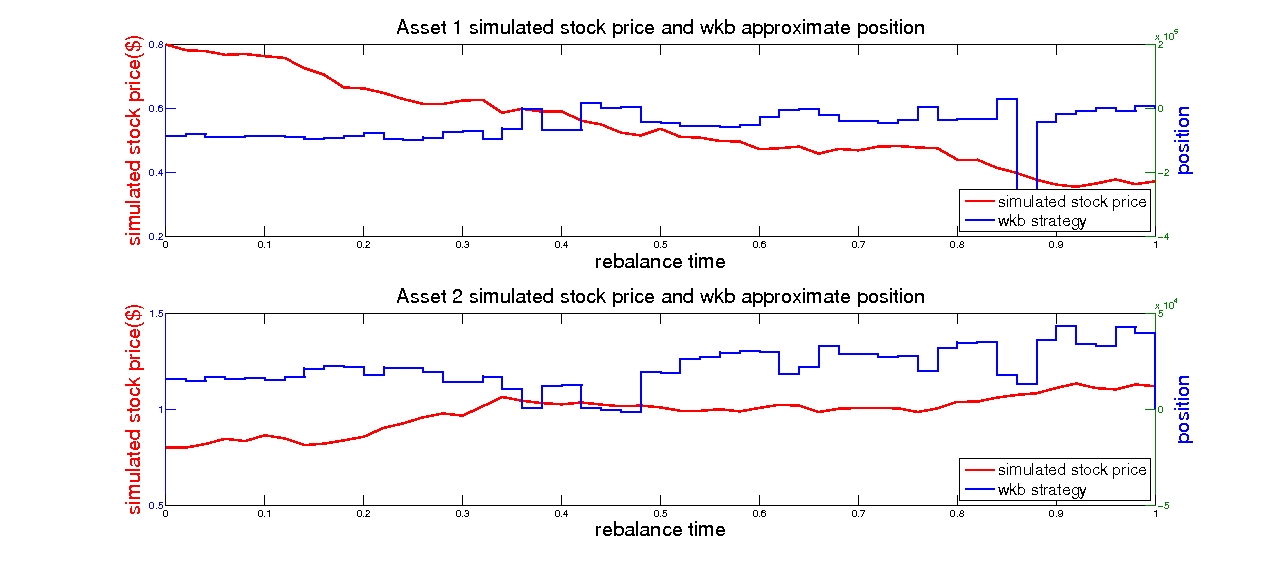 Asset 1 simulated stock price and wkb approximate position
x 10^5
simulated stock price($)
0.8
0.6
0.4
0.2
2
0
-2
-4
position
simulated stock price
wkb strategy
0 0.1 0.2 0.3 0.4 0.5 0.6 0.7 0.8 0.9 1
rebalance time
Asset 2 simulated stock price and wkb approximate position
x 10^4
simulated stock price($)
1.5
1
0.5
5
0
-5
position
simulated stock price
wkb strategy
0 0.1 0.2 0.3 0.4 0.5 0.6 0.7 0.8 0.9 1
rebalance time